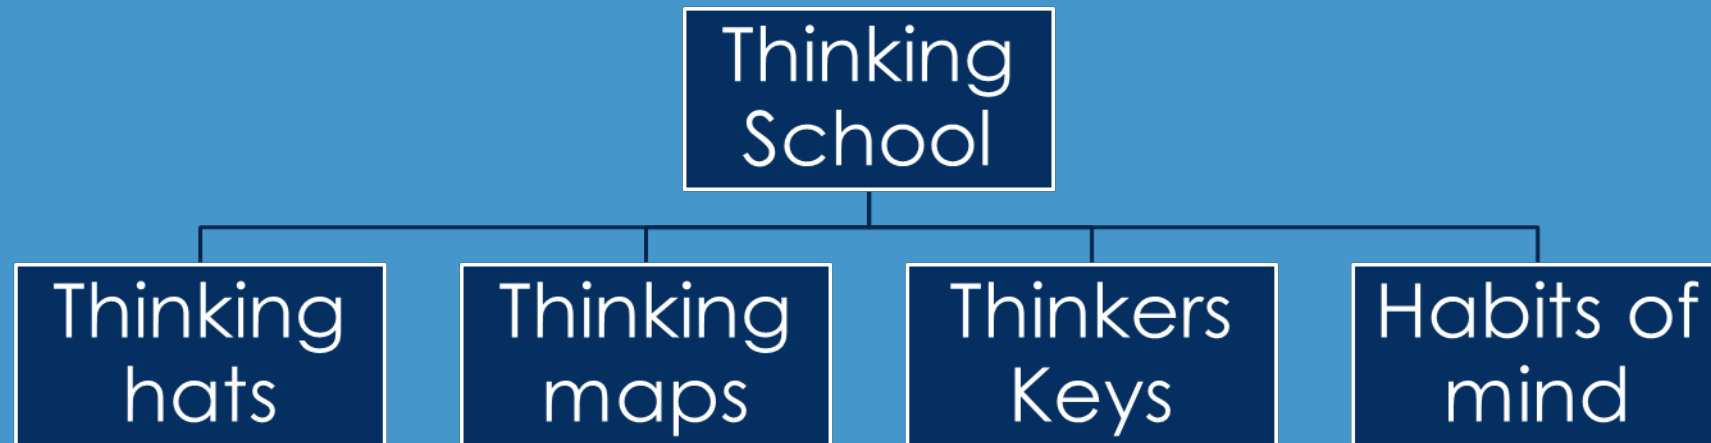 Thinking
School
Thinking
hats
Thinking
maps
Thinkers
Keys
Habits of
mind